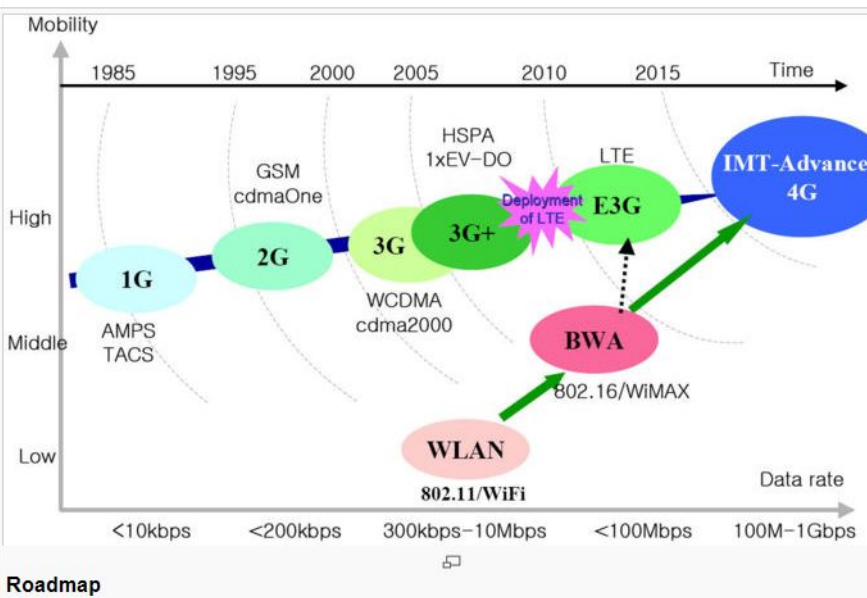 Mobility
1985 1995 2000 2005 2010 2015 Time
HSPA
1xEV-DO
LTE
GSM
cdmaOne
IMT-Advance
4G
Deployment
of LTE
E3G
High
3G+
3G
2G
1G
WCDMA
cdma2000
AMPS
TACS
Middle
BWA
802.16/WiMAX
Low
WLAN
802.11/WiFi
Data rate
<10kbps <200kbps 300kbps-10Mbps <100Mbps 100M-1Gbps
Roadmap